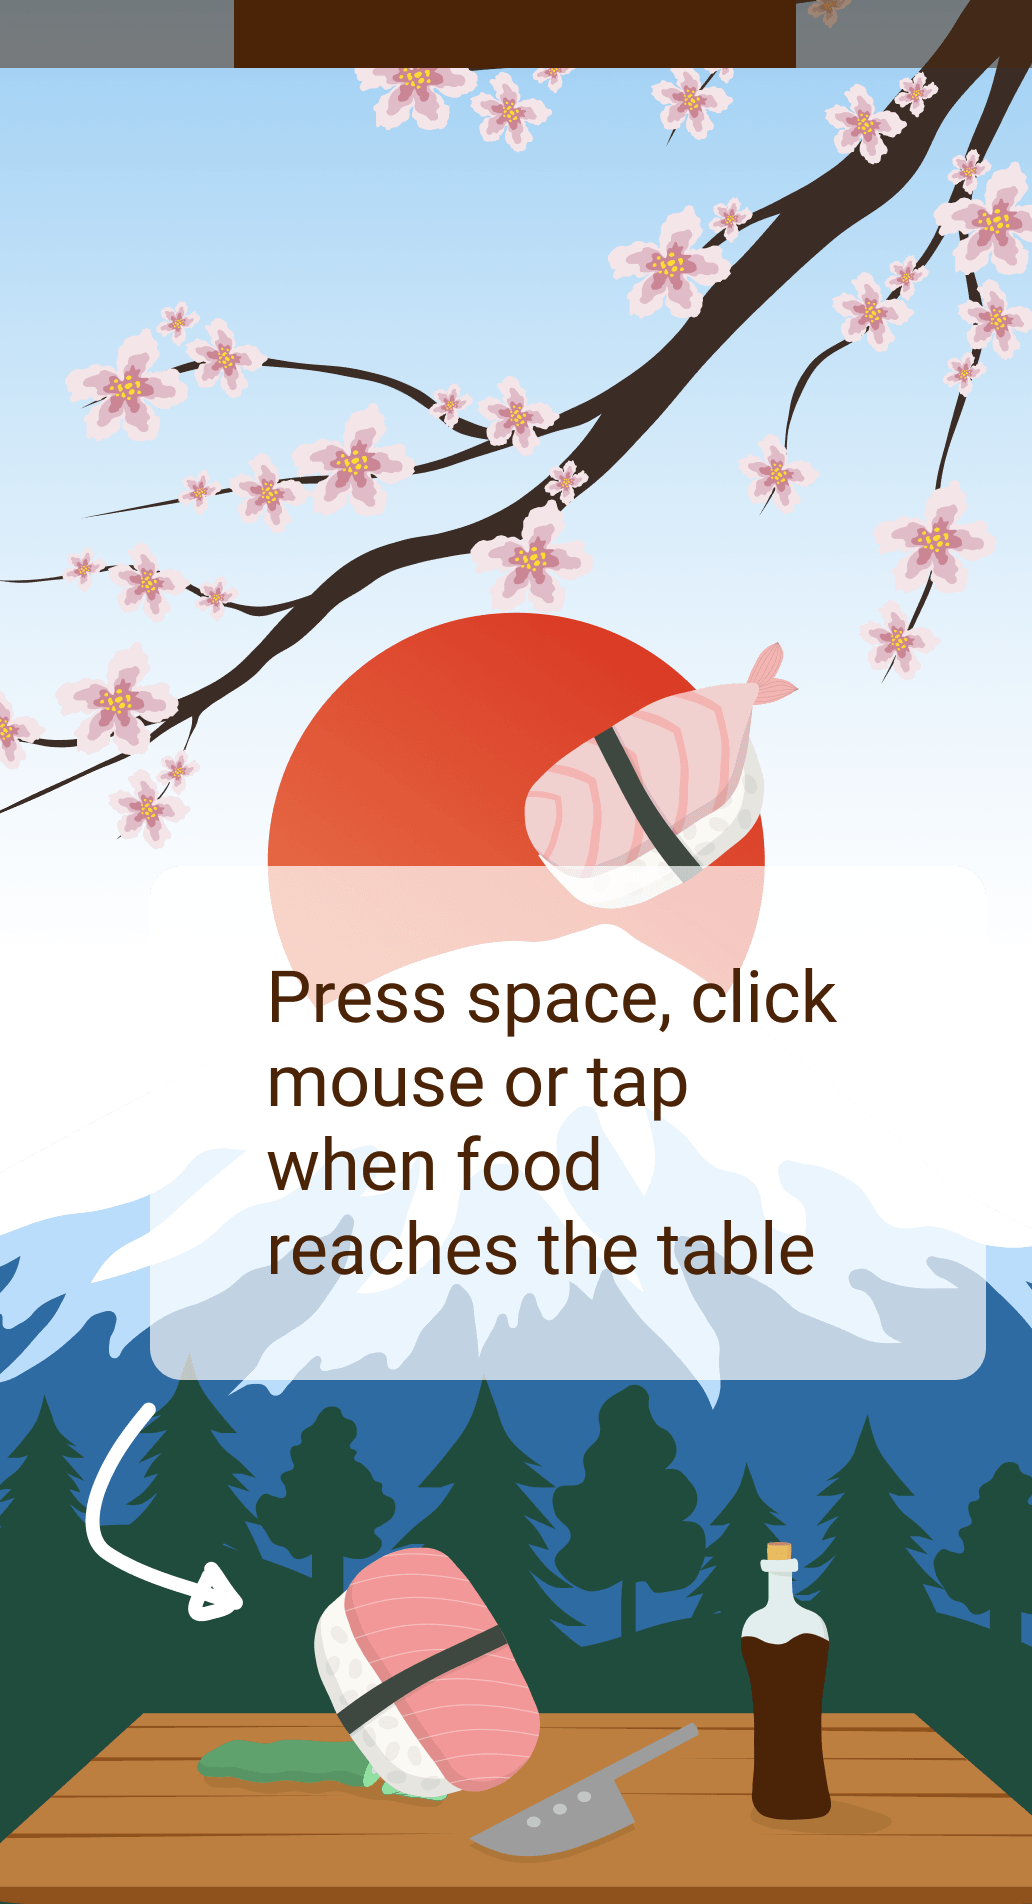 Press space, click
mouse or tap
when food
reaches the table